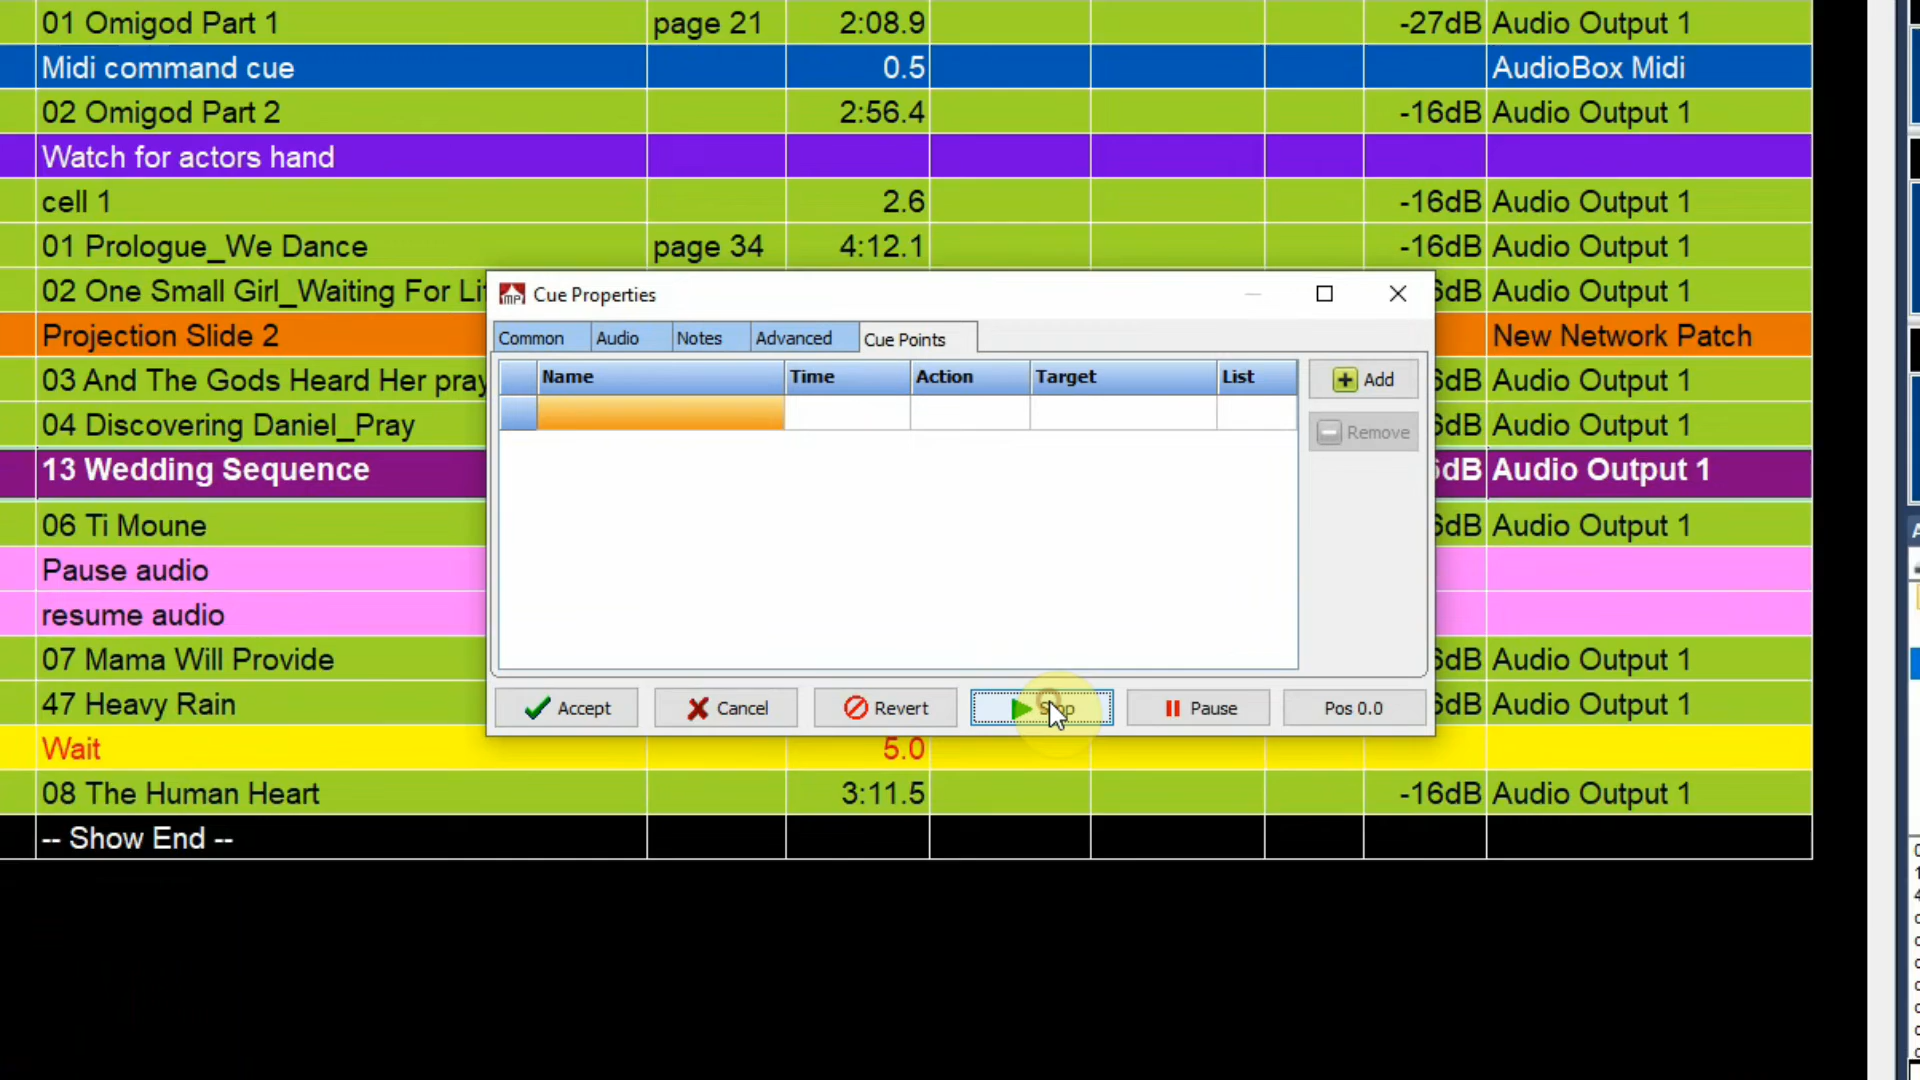 01 Omigod Part 1 page 21 2:08.9 -27dB Audio Output 1
Midi command cue 0.5 AudioBox Midi
02 Omigod Part 2 2:56.4 -16dB Audio Output 1
Watch for actors hand
cell 1 2.6 -16dB Audio Output 1
01 Prologue_We Dance page 34 4:12.1 -16dB Audio Output 1
02 One Small Girl_Waiting For Li 6dB Audio Output 1
Cue Properties
Projection Slide 2 New Network Patch
Common Audio Notes Advanced Cue Points
03 And The Gods Heard Her pray 6dB Audio Output 1
Name Time Action Target List Add
04 Discovering Daniel_Pray 6dB Audio Output 1
Remove
13 Wedding Sequence 6dB Audio Output 1
06 Ti Moune 6dB Audio Output 1
Pause audio
resume audio
07 Mama Will Provide 6dB Audio Output 1
47 Heavy Rain 6dB Audio Output 1
Accept Cancel Revert Stop Pause Pos 0.0
Wait 5.0
08 The Human Heart 3:11.5 -16dB Audio Output 1
-- Show End --